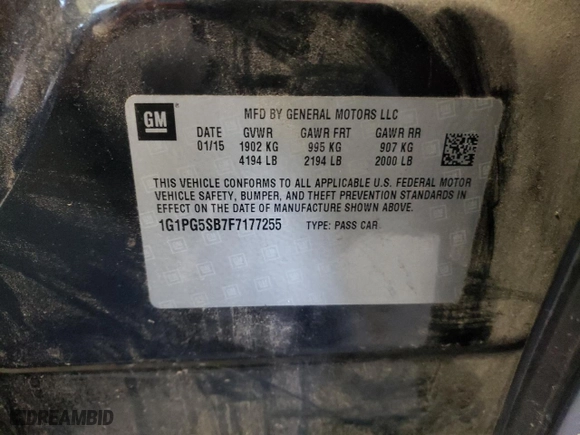 GM
MFD BY GENERAL MOTORS LLC
DATE GVWR GAWR FRT GAWR RR
01/15 1902 KG 995 KG 907 KG
4194 LB 2194 LB 2000 LB
THIS VEHICLE CONFORMS TO ALL APPLICABLE U.S. FEDERAL MOTOR
VEHICLE SAFETY, BUMPER, AND THEFT PREVENTION STANDARDS IN
EFFECT ON THE DATE OF MANUFACTURE SHOWN ABOVE.
1G1PG5SB7F7177255 TYPE: PASS CAR
DREAMBID